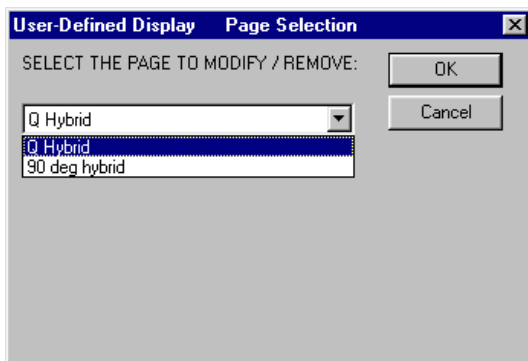 User-Defined Display Page Selection
SELECT THE PAGE TO MODIFY / REMOVE:
OK
Q Hybrid
Cancel
Q Hybrid
90 deg hybrid